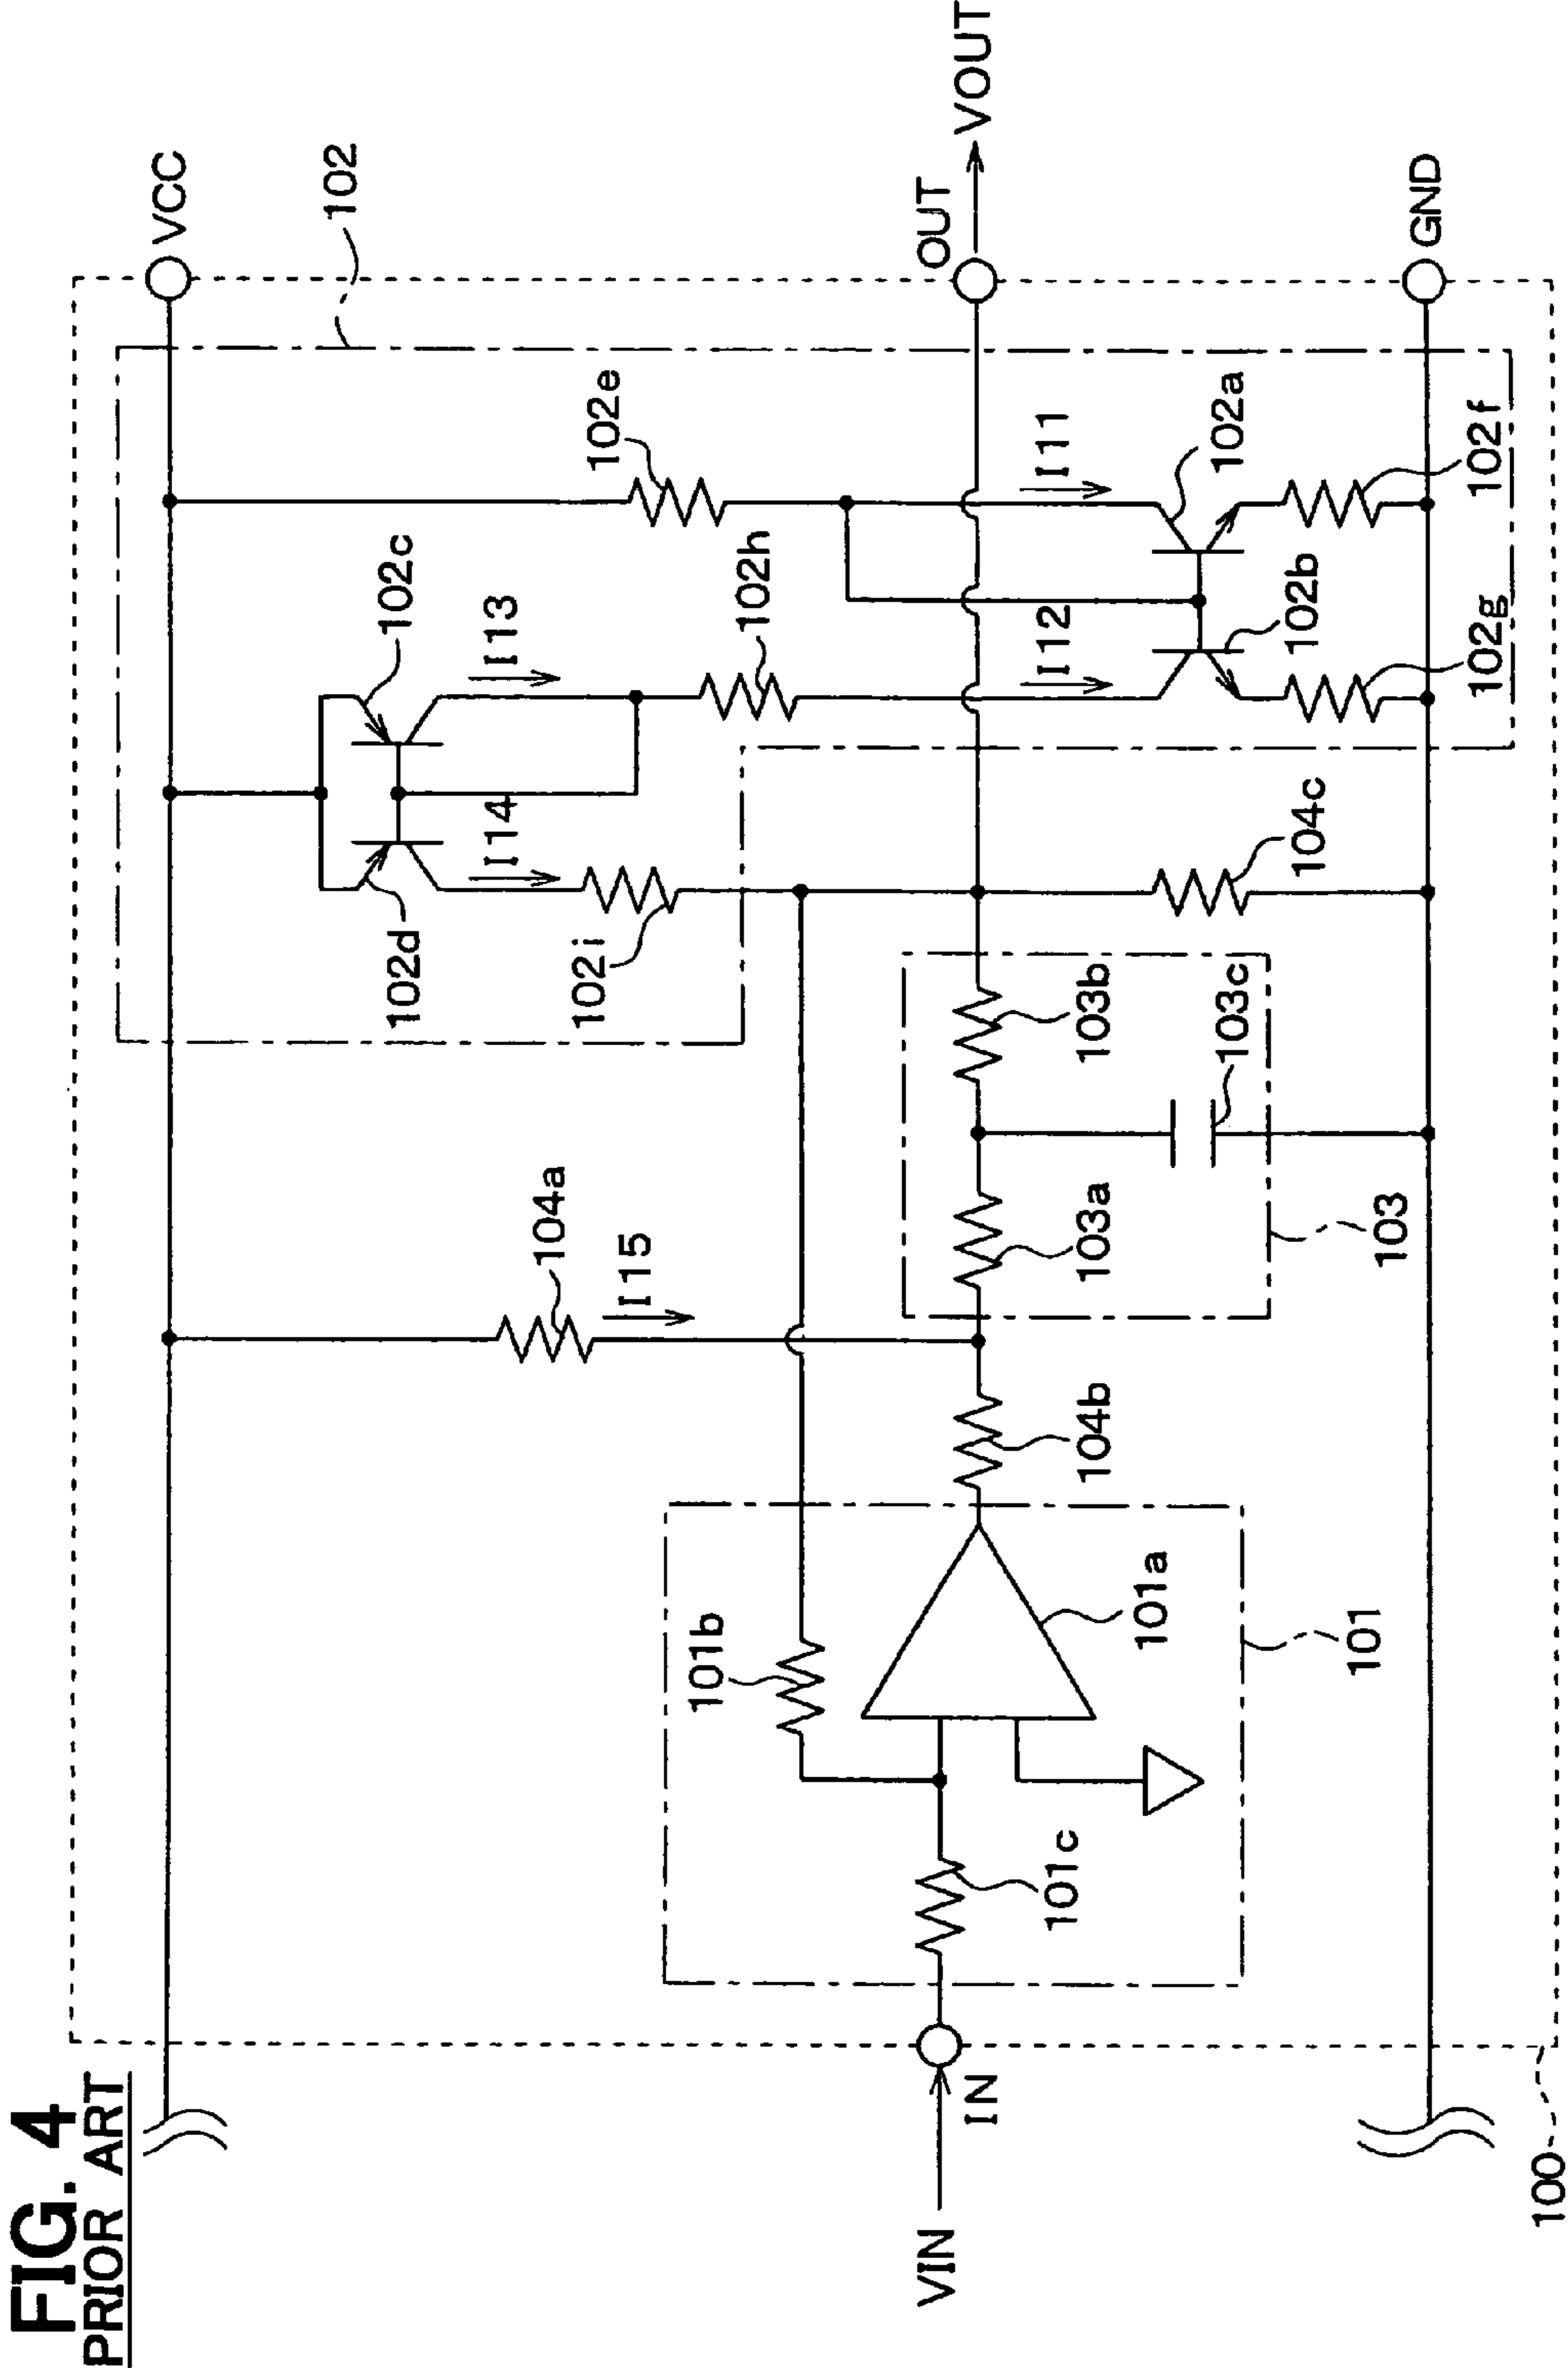 FIG. 4
PRIOR ART
VCC
102
102e
102c
I13
102h
I14
102d
102i
OUT
VOUT
I11
102a
I12
102b
102f
102g
GND
104a
I15
104c
103b
103c
103a
103
104b
101b
101a
101
101c
VIN
IN
100